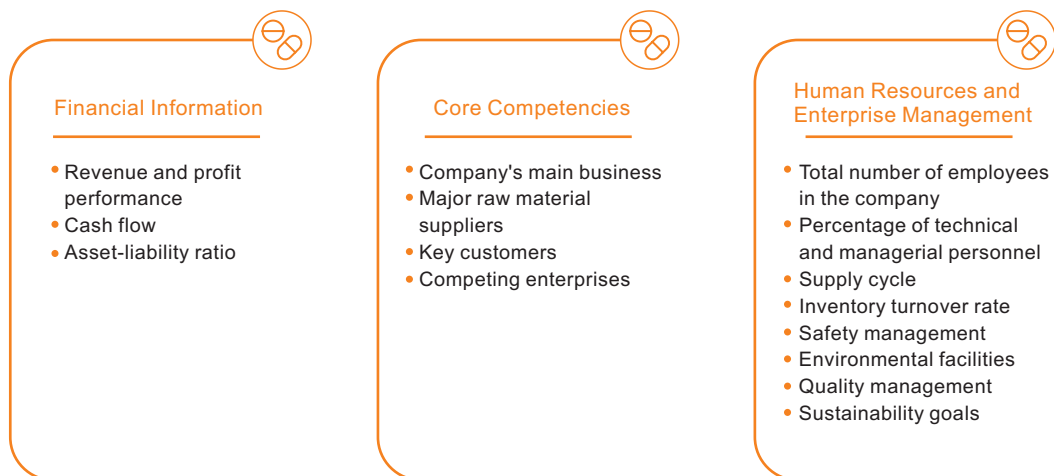 Financial Information
Revenue and profit
performance
Cash flow
Asset-liability ratio
Core Competencies
Company's main business
Major raw material
suppliers
Key customers
Competing enterprises
Human Resources and
Enterprise Management
Total number of employees
in the company
Percentage of technical
and managerial personnel
Supply cycle
Inventory turnover rate
Safety management
Environmental facilities
Quality management
Sustainability goals